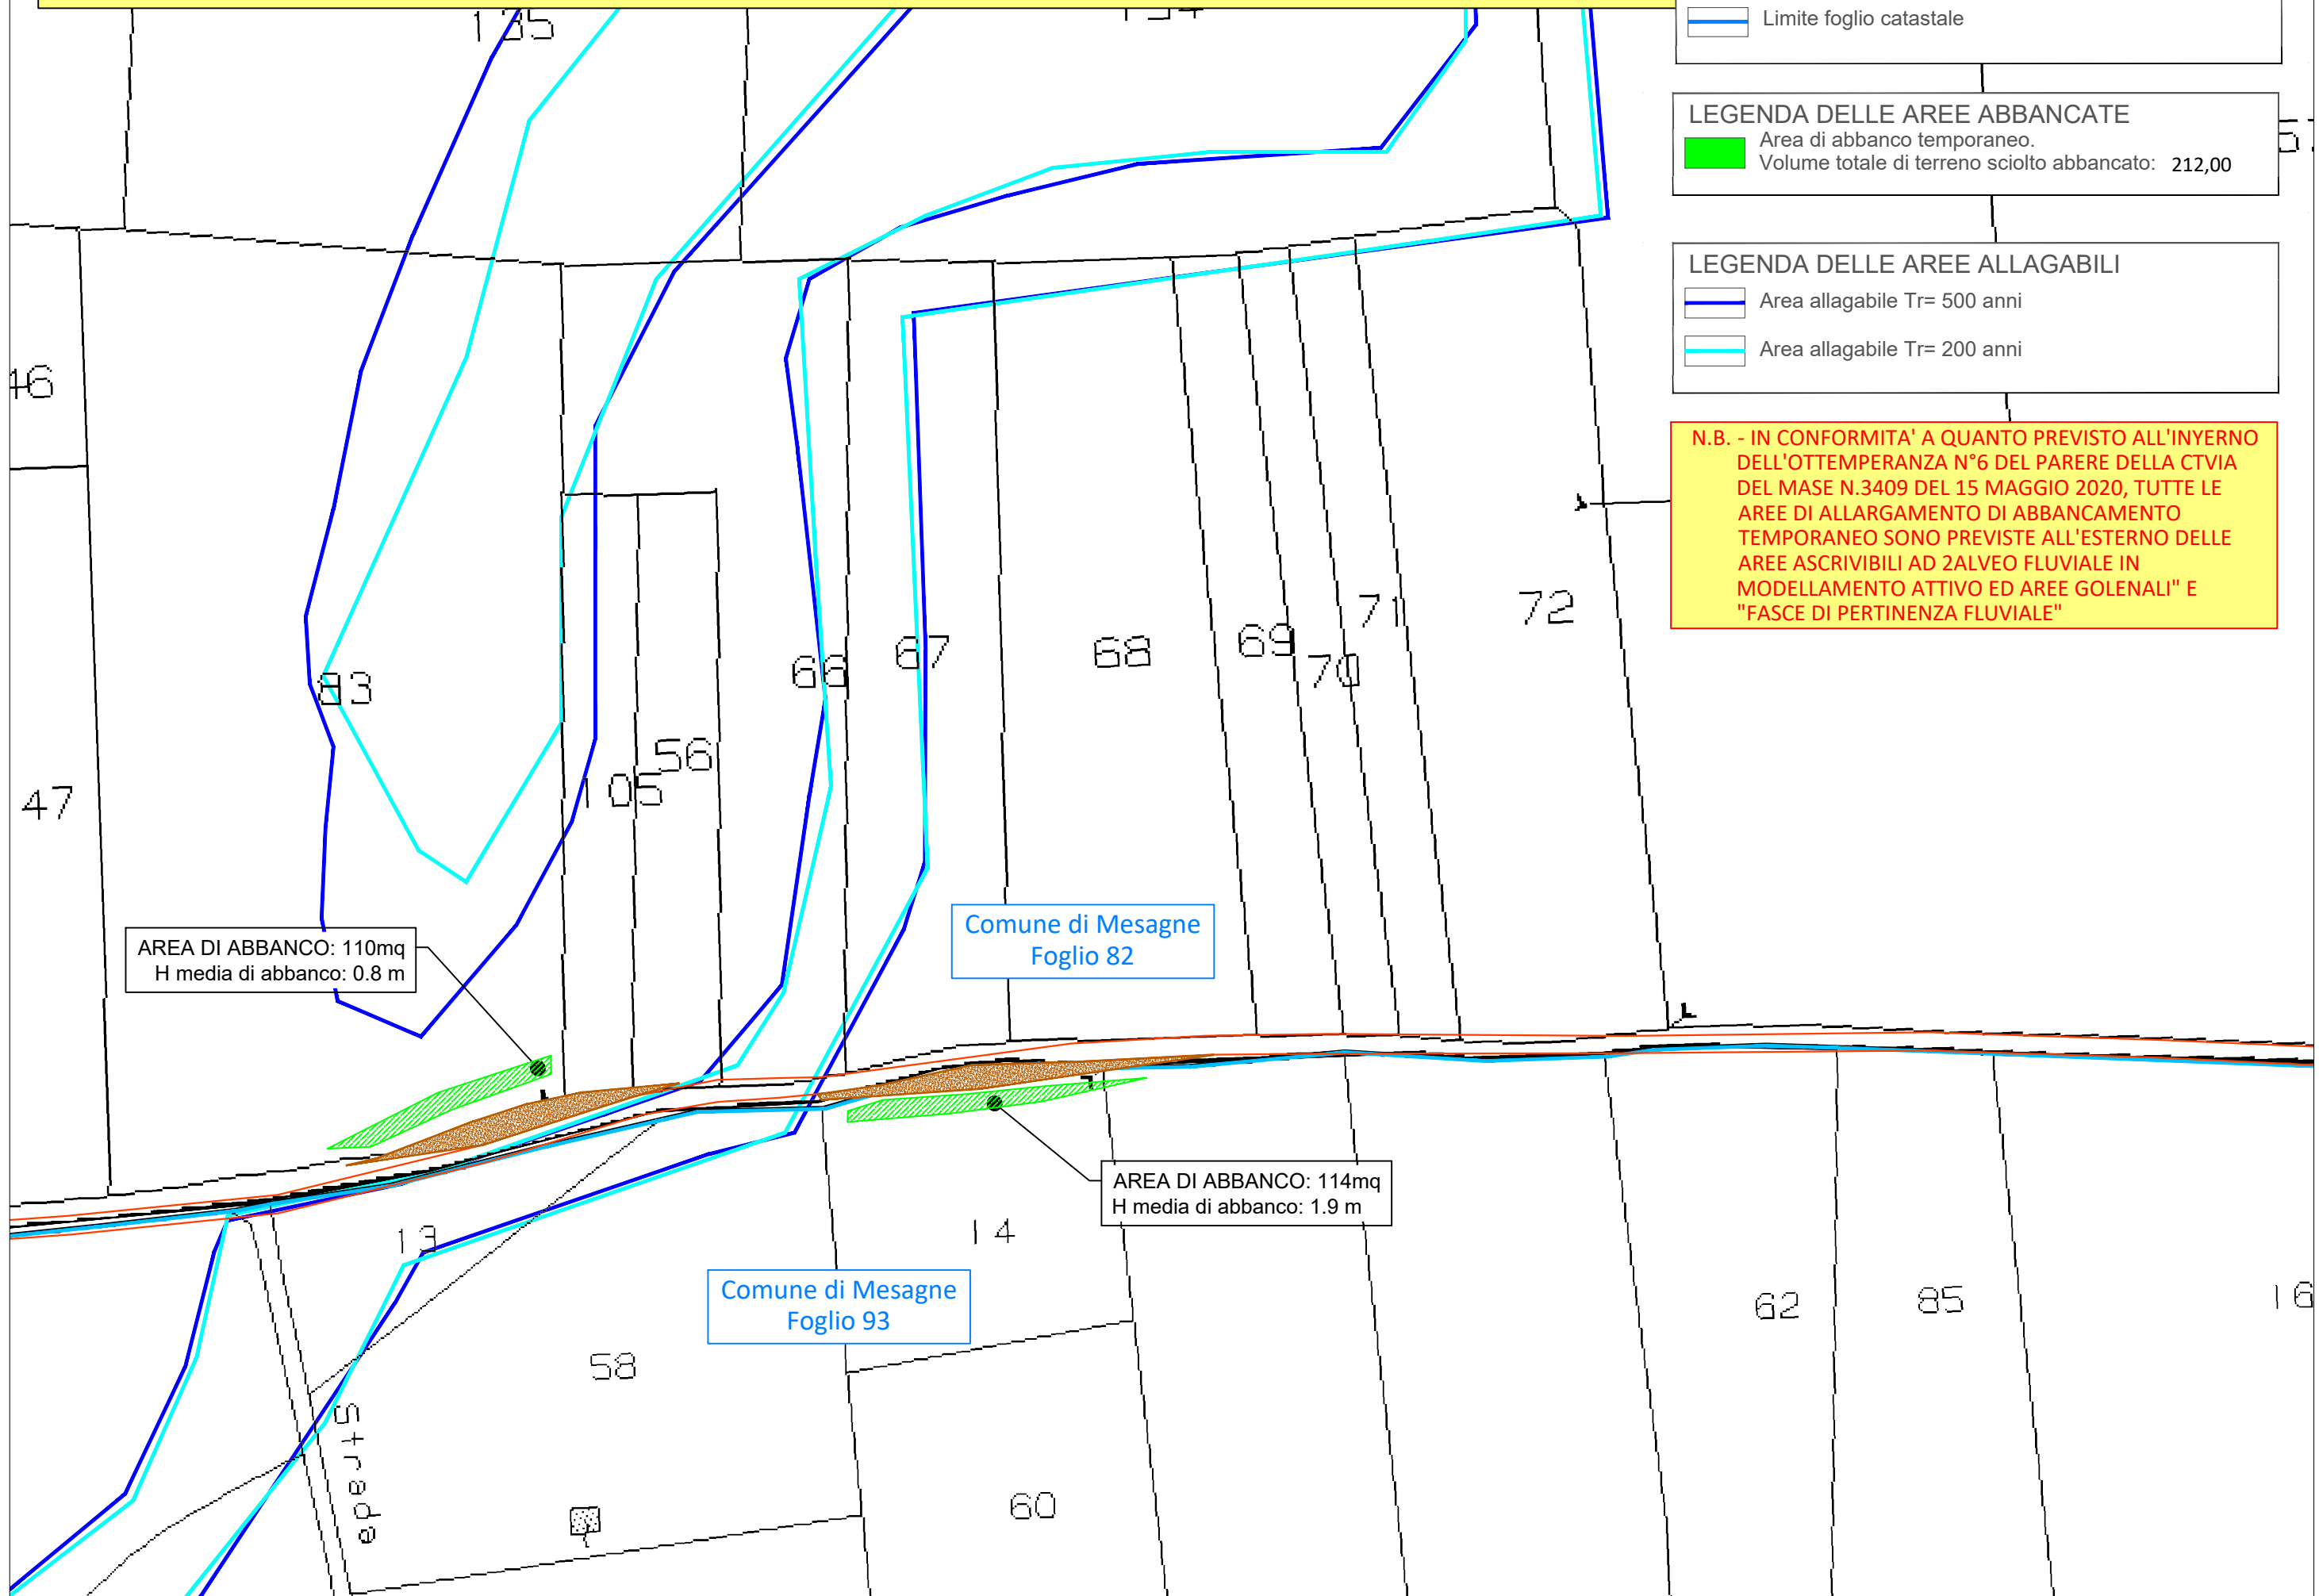 Limite foglio catastale
LEGENDA DELLE AREE ABBANCATE
Area di abbanco temporaneo.
Volume totale di terreno sciolto abbancato: 212,00
LEGENDA DELLE AREE ALLAGABILI
Area allagabile Tr= 500 anni
Area allagabile Tr= 200 anni
N.B. - IN CONFORMITA' A QUANTO PREVISTO ALL'INYERNO
DELL'OTTEMPERANZA N°6 DEL PARERE DELLA CTVIA
DEL MASE N.3409 DEL 15 MAGGIO 2020, TUTTE LE
AREE DI ALLARGAMENTO DI ABBANCAMENTO
TEMPORANEO SONO PREVISTE ALL'ESTERNO DELLE
AREE ASCRIVIBILI AD 2ALVEO FLUVIALE IN
MODELLAMENTO ATTIVO ED AREE GOLENALI" E
"FASCE DI PERTINENZA FLUVIALE"
46
47
56
105
66
67
68
69
70
71
72
AREA DI ABBANCO: 110mq
H media di abbanco: 0.8 m
Comune di Mesagne
Foglio 82
AREA DI ABBANCO: 114mq
H media di abbanco: 1.9 m
13
14
Comune di Mesagne
Foglio 93
58
60
62
85
16
Strade